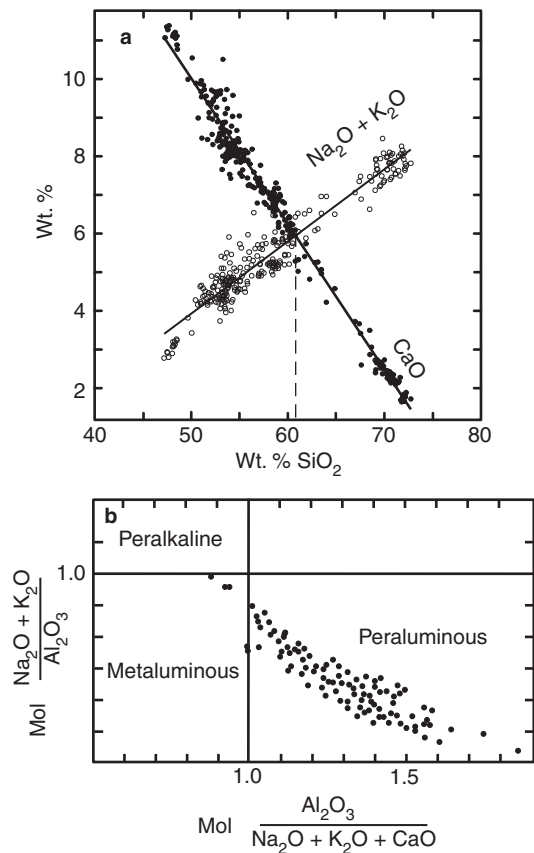 a
10
8
6
4
2
Wt. %
Na₂O + K₂O
CaO
40 50 60 70 80
Wt. % SiO₂
b
Peralkaline
1.0
Peraluminous
Metaluminous
Mol Na₂O + K₂O
Al₂O₃
1.0 1.5
Al₂O₃
Mol
Na₂O + K₂O + CaO